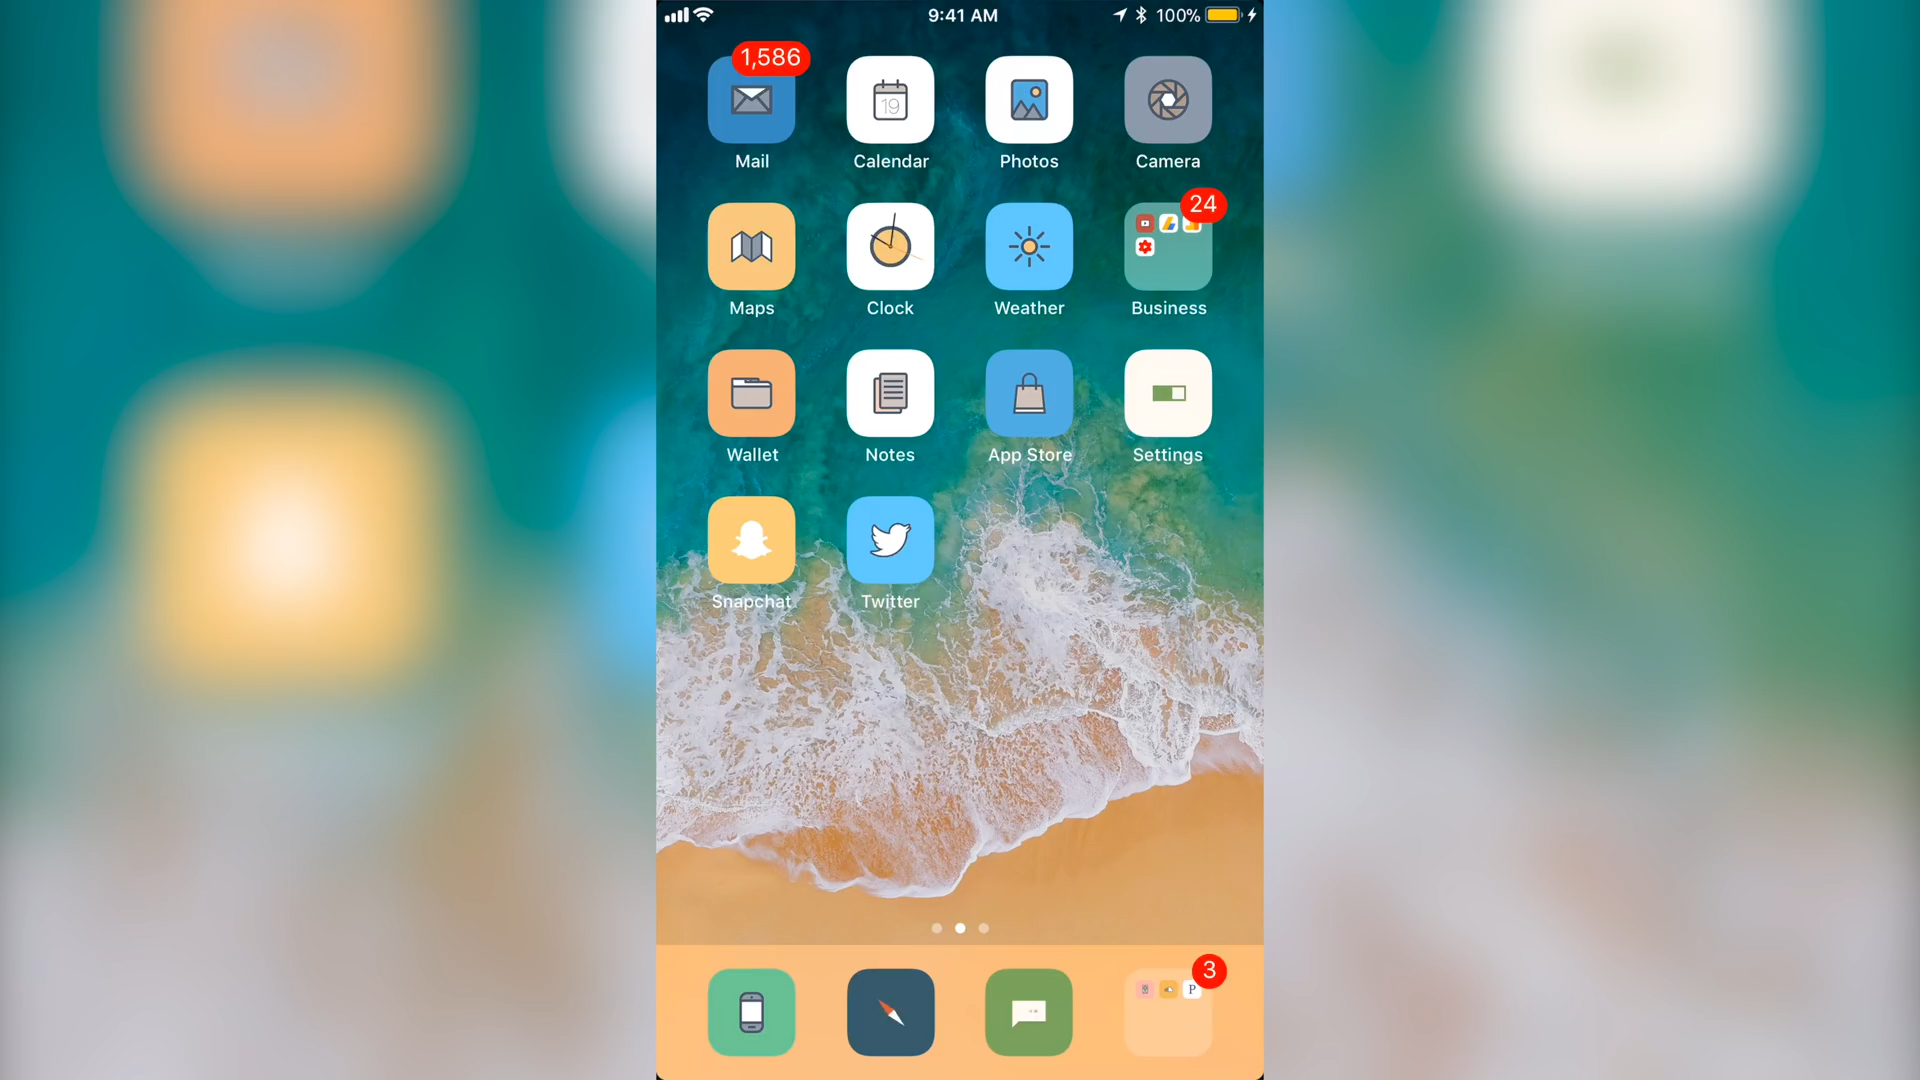 9:41 AM 100%
1,586
19
Mail Calendar Photos Camera
24
Maps Clock Weather Business
Wallet Notes App Store Settings
Snapchat Twitter
3
P